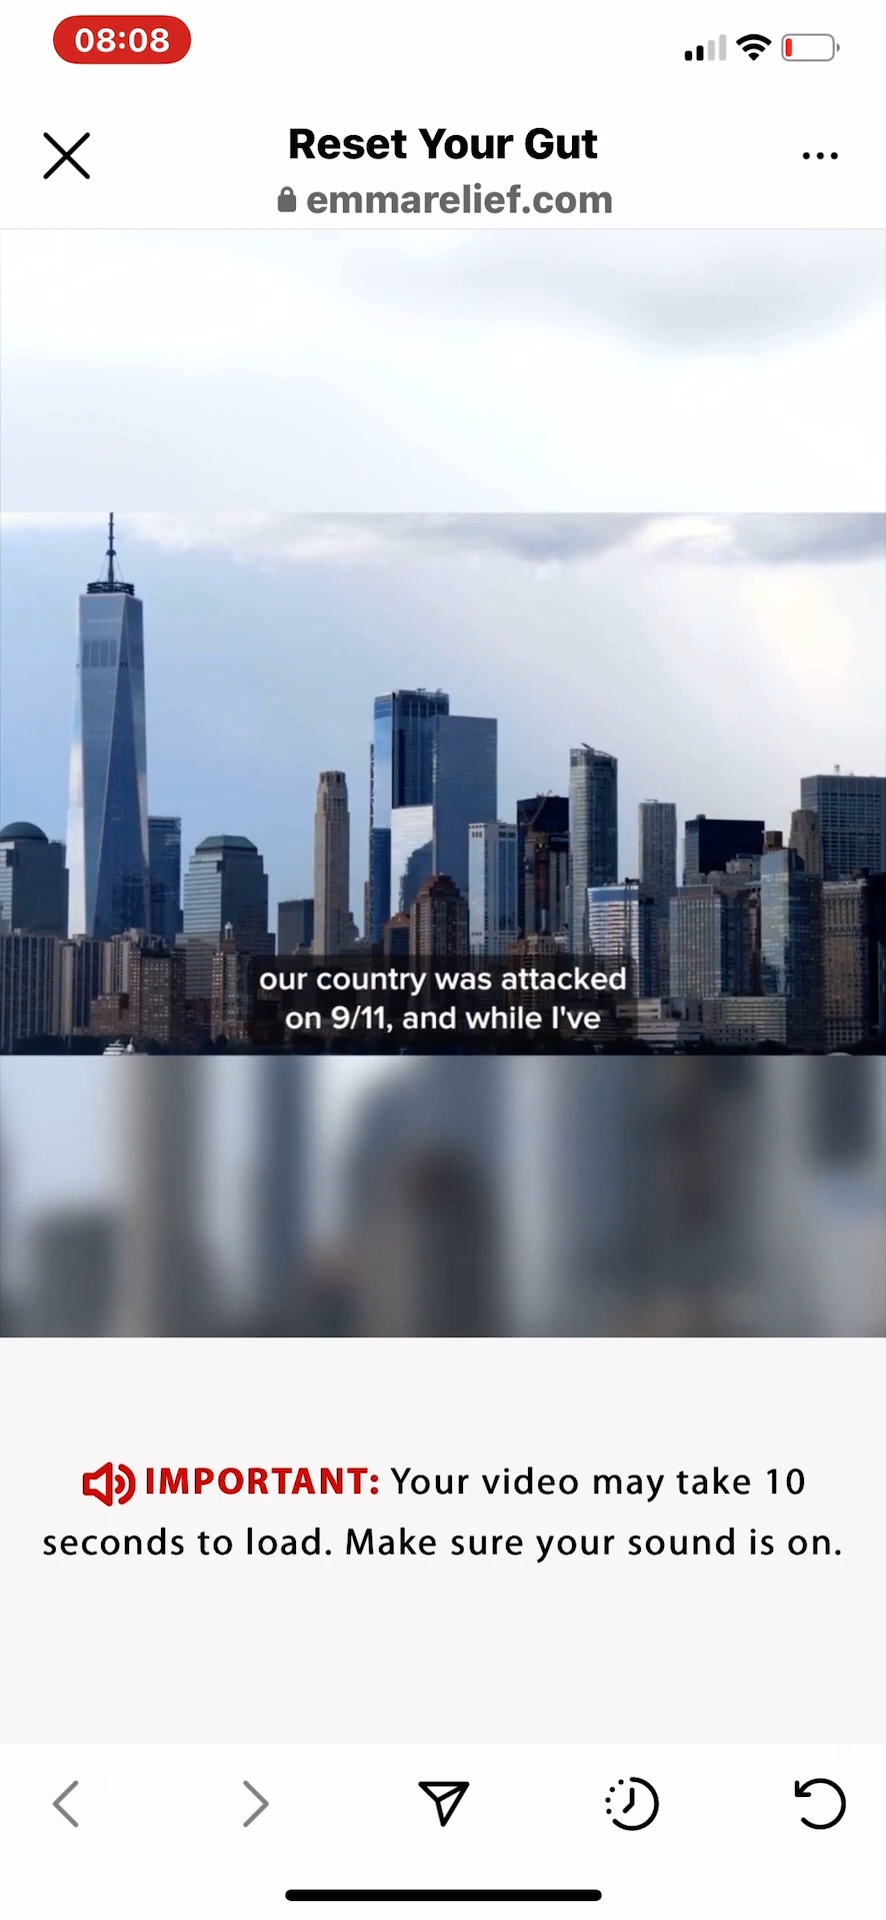 08:08
Reset Your Gut
emmarelief.com
our country was attacked
on 9/11, and while I've
IMPORTANT: Your video may take 10
seconds to load. Make sure your sound is on.